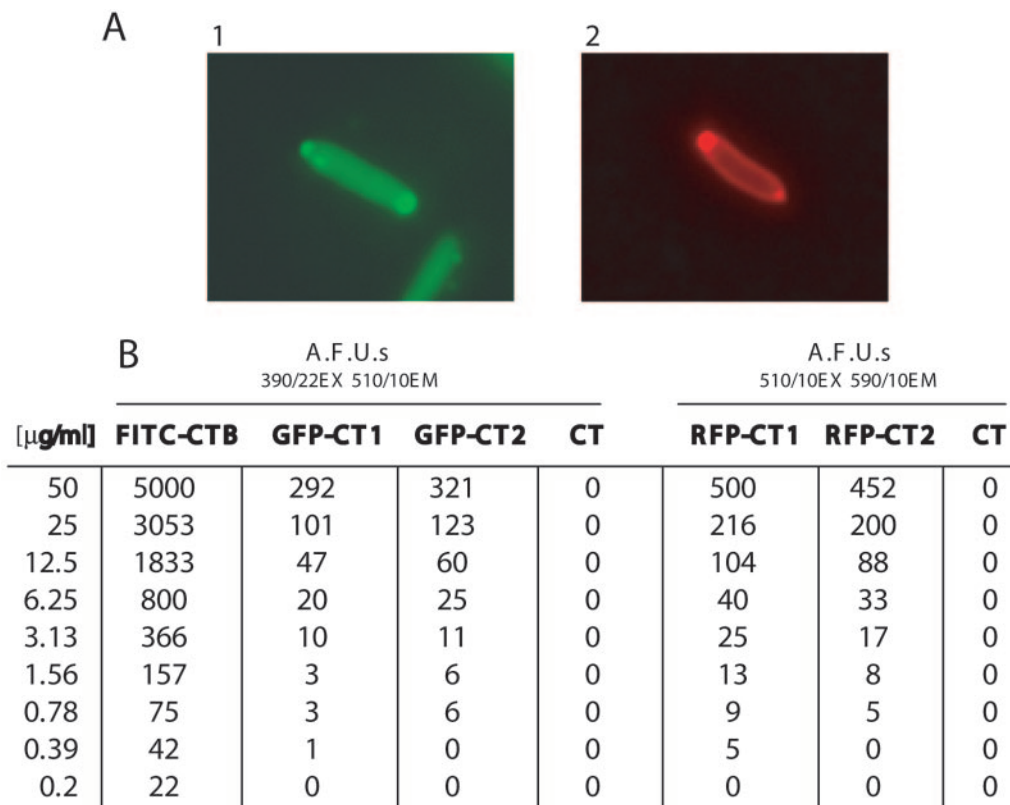 A
1 2
B
A.F.U.s A.F.U.s
390/22EX 510/10EM 510/10EX 590/10EM
[µg/ml] FITC-CTB GFP-CT1 GFP-CT2 CT RFP-CT1 RFP-CT2 CT
50 5000 292 321 0 500 452 0
25 3053 101 123 0 216 200 0
12.5 1833 47 60 0 104 88 0
6.25 800 20 25 0 40 33 0
3.13 366 10 11 0 25 17 0
1.56 157 3 6 0 13 8 0
0.78 75 3 6 0 9 5 0
0.39 42 1 0 0 5 0 0
0.2 22 0 0 0 0 0 0